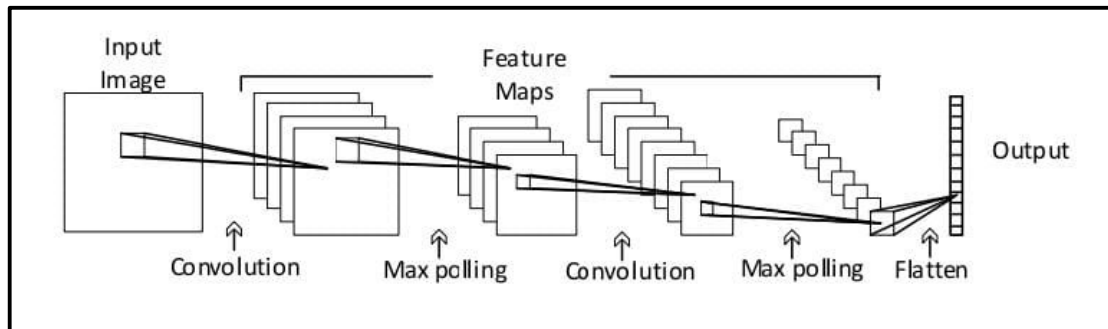 Input
Image
Feature
Maps
Output
Convolution
Max polling
Convolution
Max polling
Flatten